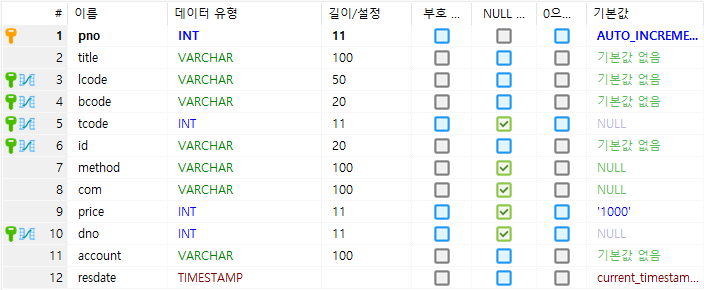 # 이름 데이터 유형 길이/설정 부호 ... NULL ... 0으... 기본값
1 pno INT 11 AUTO_INCREME...
2 title VARCHAR 100 기본값 없음
3 lcode VARCHAR 50 기본값 없음
4 bcode VARCHAR 20 기본값 없음
5 tcode INT 11 NULL
6 id VARCHAR 20 기본값 없음
7 method VARCHAR 100 NULL
8 com VARCHAR 100 NULL
9 price INT 11 '1000'
10 dno INT 11 NULL
11 account VARCHAR 100 기본값 없음
12 resdate TIMESTAMP current_timestam...